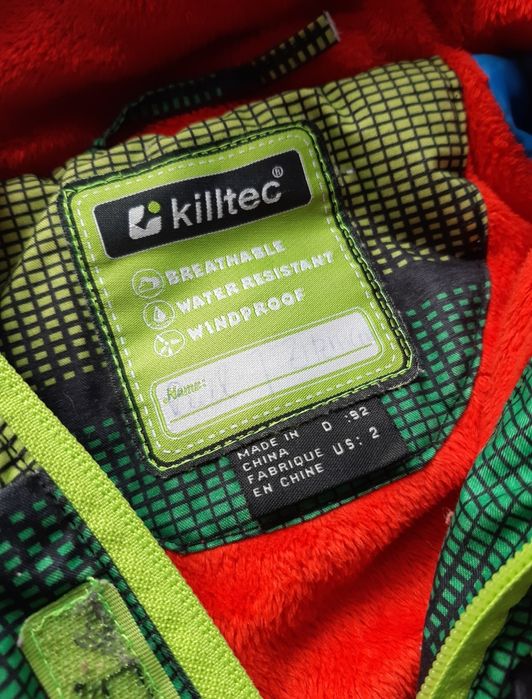 killtec®
BREATHABLE
WATER RESISTANT
WINDPROOF
Name:
MADE IN
CHINA
FABRIQUE
EN CHINE
D :92
US: 2